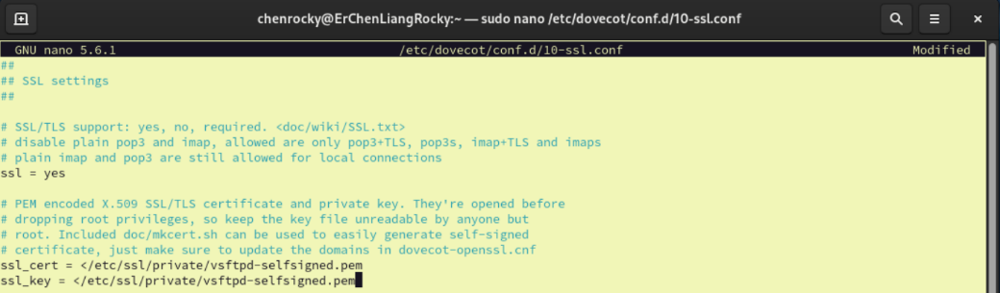 chenrocky@ErChenLiangRocky:~ — sudo nano /etc/dovecot/conf.d/10-ssl.conf
GNU nano 5.6.1 /etc/dovecot/conf.d/10-ssl.conf Modified
##
## SSL settings
##
# SSL/TLS support: yes, no, required. <doc/wiki/SSL.txt>
# disable plain pop3 and imap, allowed are only pop3+TLS, pop3s, imap+TLS and imaps
# plain imap and pop3 are still allowed for local connections
ssl = yes
# PEM encoded X.509 SSL/TLS certificate and private key. They're opened before
# dropping root privileges, so keep the key file unreadable by anyone but
# root. Included doc/mkcert.sh can be used to easily generate self-signed
# certificate, just make sure to update the domains in dovecot-openssl.cnf
ssl_cert = </etc/ssl/private/vsftpd-selfsigned.pem
ssl_key = </etc/ssl/private/vsftpd-selfsigned.pem